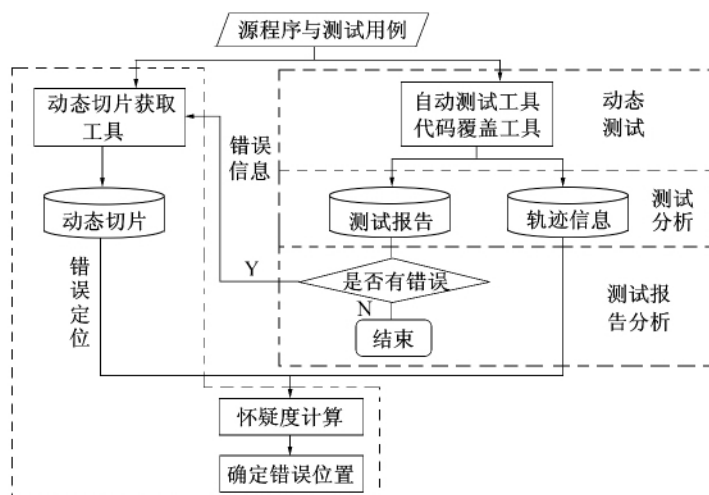 源程序与测试用例
动态切片获取
工具
自动测试工具
代码覆盖工具
动态
测试
错误
信息
动态切片
测试报告
轨迹信息
测试
分析
Y
是否有错误
错误定位
N
结束
测试报
告分析
怀疑度计算
确定错误位置